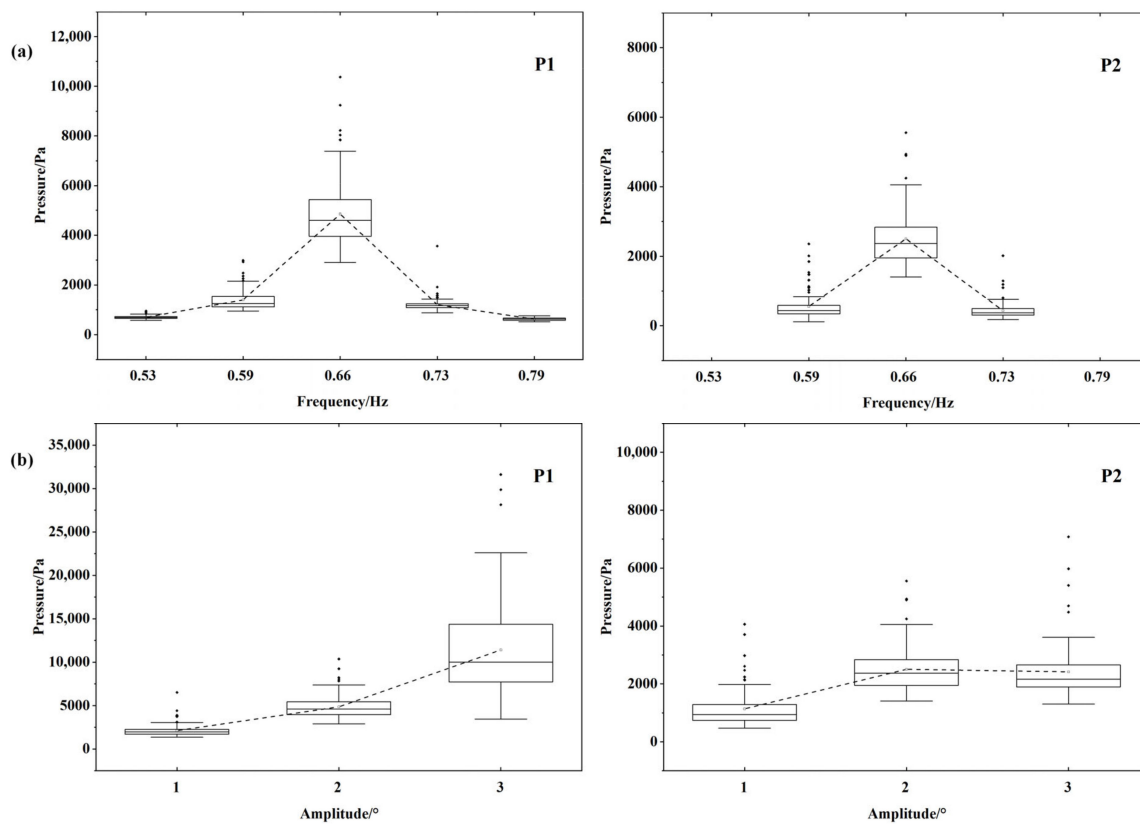 (a)
P1
12,000
10,000
8000
6000
4000
2000
0
Pressure/Pa
0.53 0.59 0.66 0.73 0.79
Frequency/Hz
P2
8000
6000
4000
2000
0
Pressure/Pa
0.53 0.59 0.66 0.73 0.79
Frequency/Hz
(b)
P1
35,000
30,000
25,000
20,000
15,000
10,000
5000
0
Pressure/Pa
1 2 3
Amplitude/°
P2
10,000
8000
6000
4000
2000
0
Pressure/Pa
1 2 3
Amplitude/°